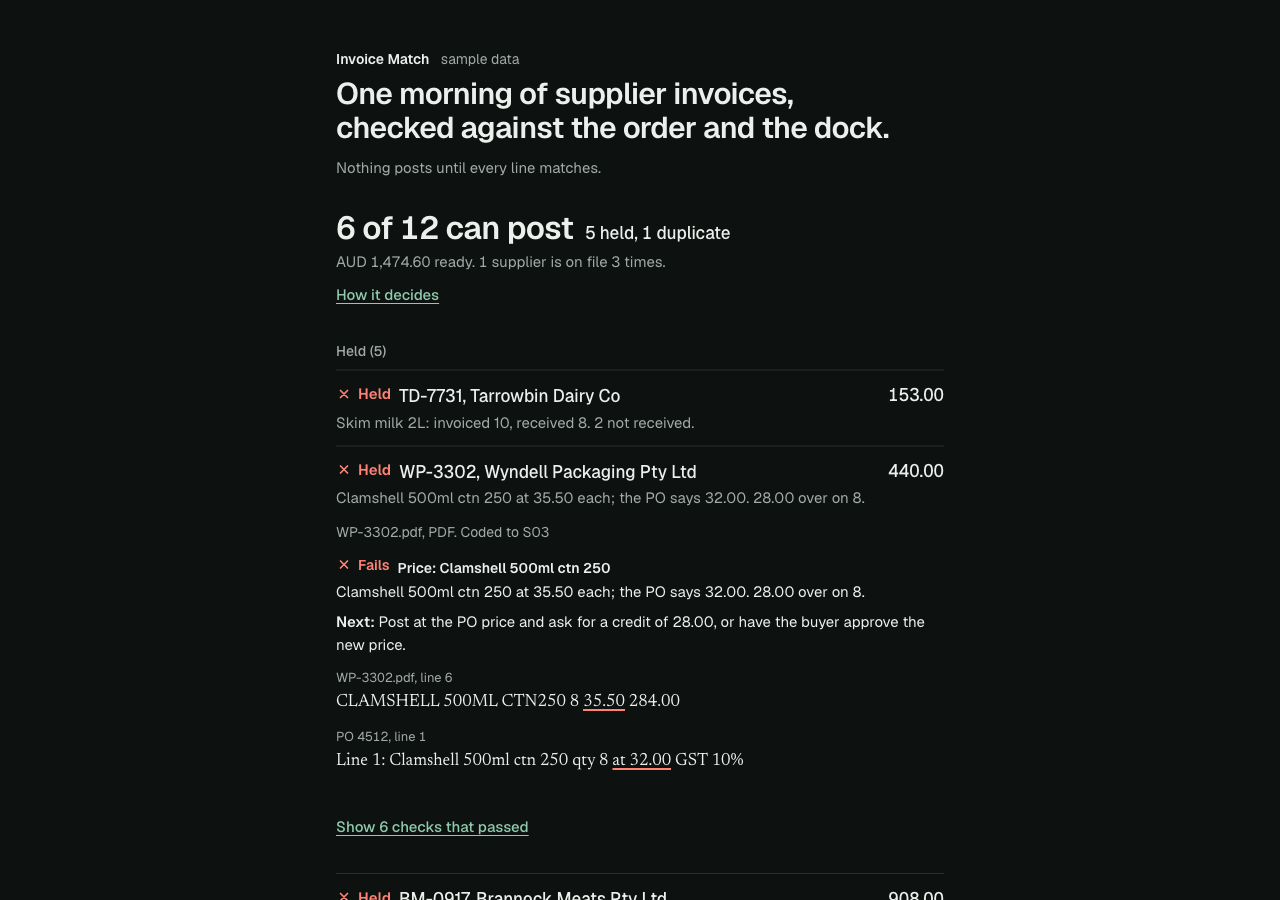 Invoice Match sample data
One morning of supplier invoices,
checked against the order and the dock.
Nothing posts until every line matches.
6 of 12 can post 5 held, 1 duplicate
AUD 1,474.60 ready. 1 supplier is on file 3 times.
How it decides
Held (5)
× Held TD-7731, Tarrowbin Dairy Co 153.00
Skim milk 2L: invoiced 10, received 8. 2 not received.
× Held WP-3302, Wyndell Packaging Pty Ltd 440.00
Clamshell 500ml ctn 250 at 35.50 each; the PO says 32.00. 28.00 over on 8.
WP-3302.pdf, PDF. Coded to S03
× Fails Price: Clamshell 500ml ctn 250
Clamshell 500ml ctn 250 at 35.50 each; the PO says 32.00. 28.00 over on 8.
Next: Post at the PO price and ask for a credit of 28.00, or have the buyer approve the
new price.
WP-3302.pdf, line 6
CLAMSHELL 500ML CTN250 8 35.50 284.00
PO 4512, line 1
Line 1: Clamshell 500ml ctn 250 qty 8 at 32.00 GST 10%
Show 6 checks that passed
× Held BM-0917, Brannock Meats Pty Ltd 908.00